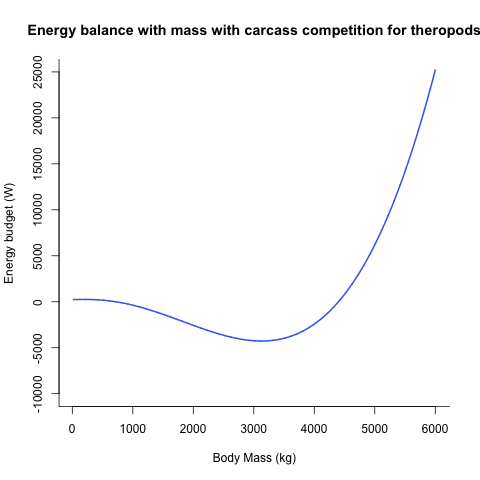 Energy balance with mass with carcass competition for theropods
Energy budget (W)
25000
20000
15000
10000
5000
0
-5000
-10000
0 1000 2000 3000 4000 5000 6000
Body Mass (kg)